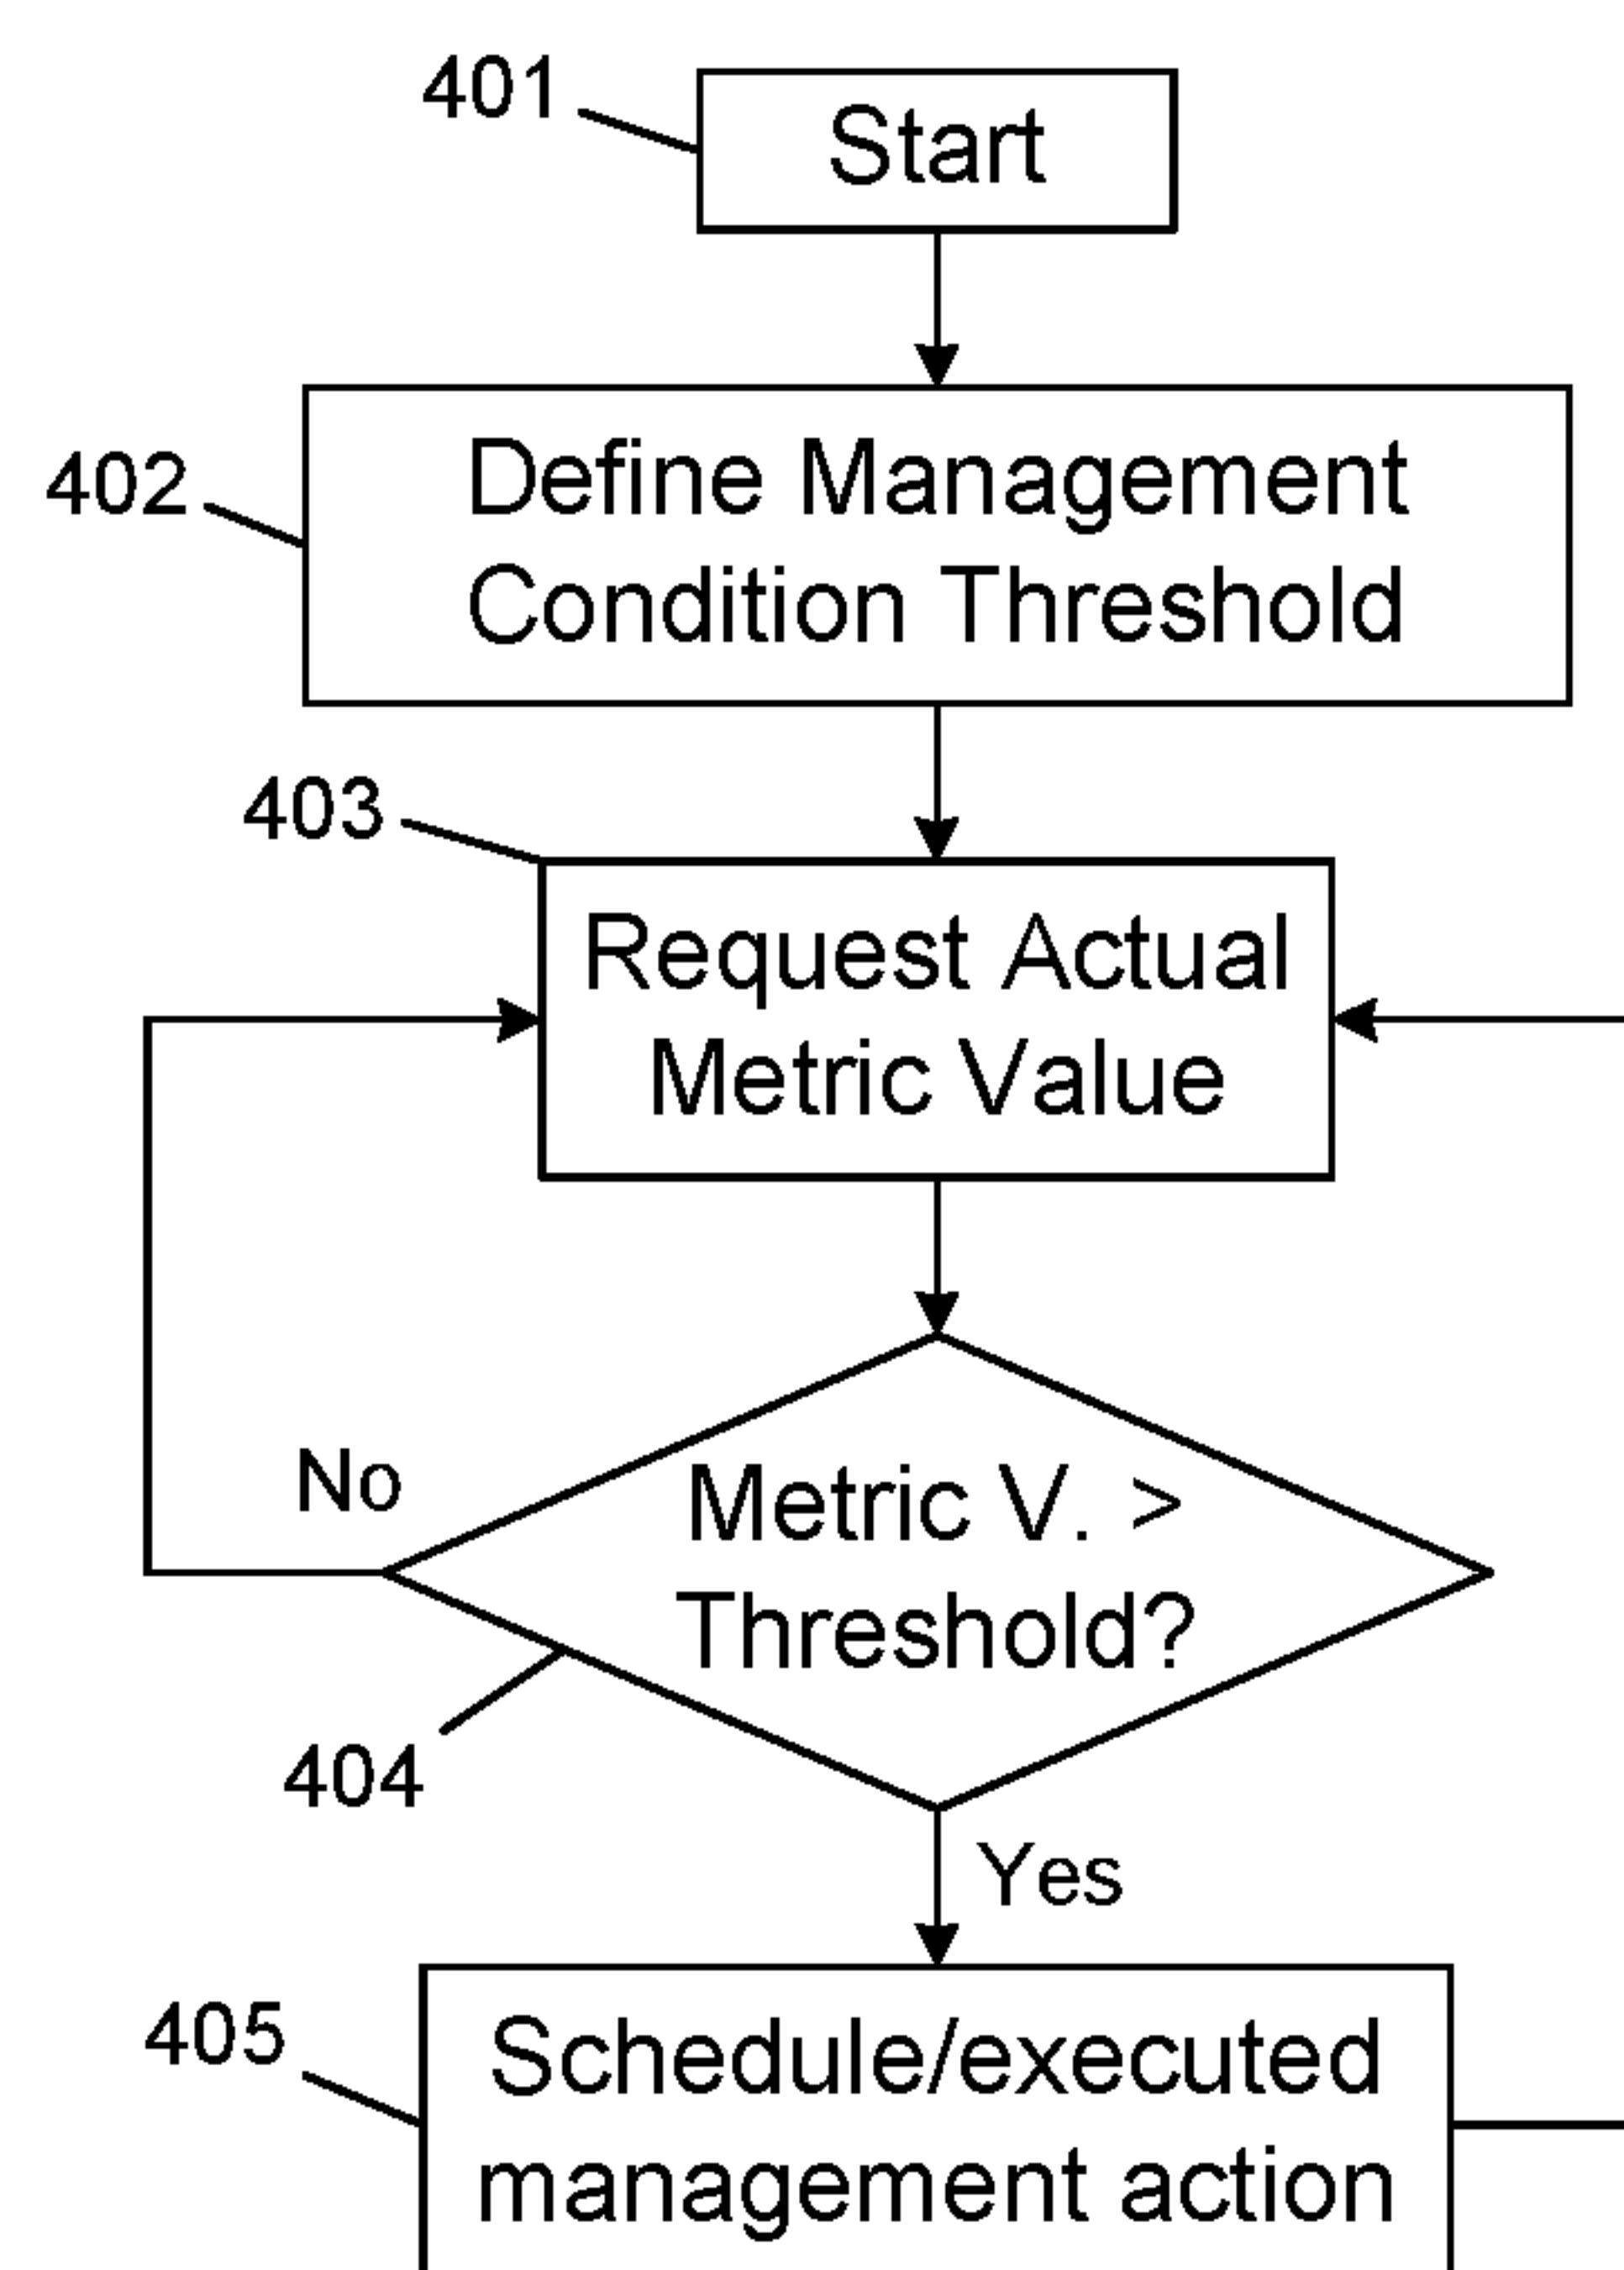 401
Start
402
Define Management
Condition Threshold
403
Request Actual
Metric Value
No
Metric V. >
Threshold?
404
Yes
405
Schedule/executed
management action